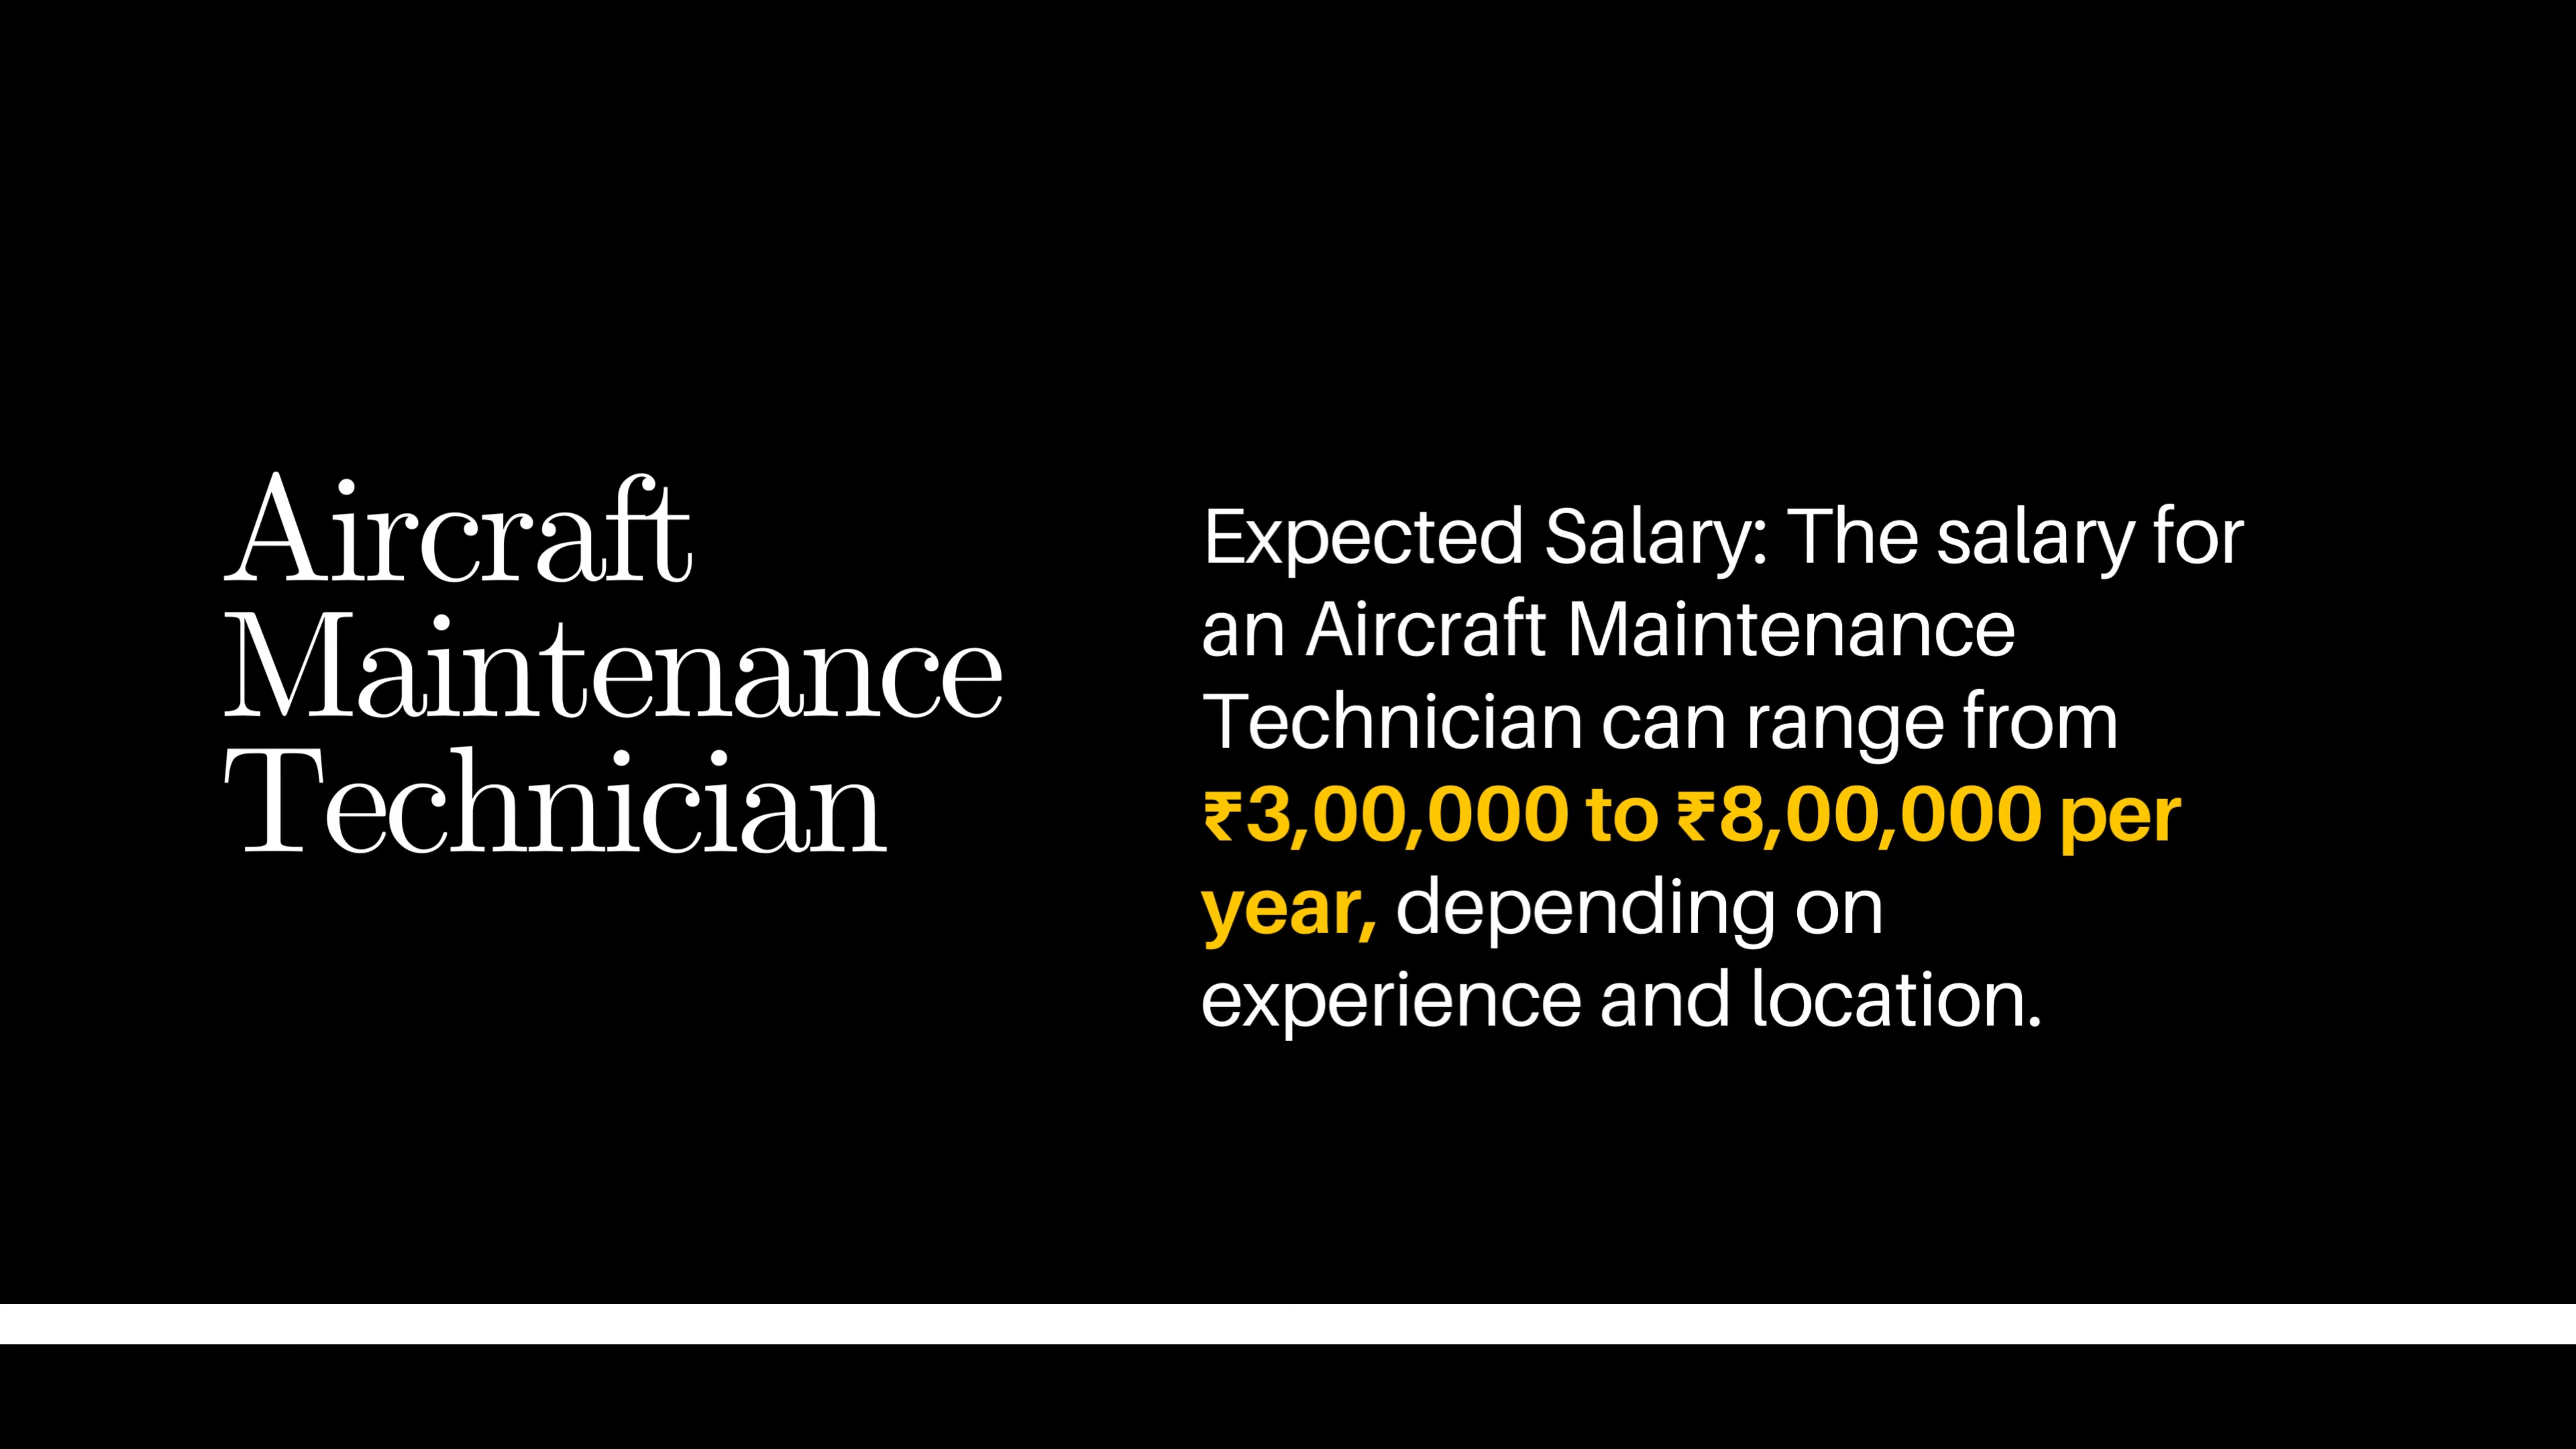 Aircraft
Maintenance
Technician
Expected Salary: The salary for
an Aircraft Maintenance
Technician can range from
₹3,00,000 to ₹8,00,000 per
year, depending on
experience and location.